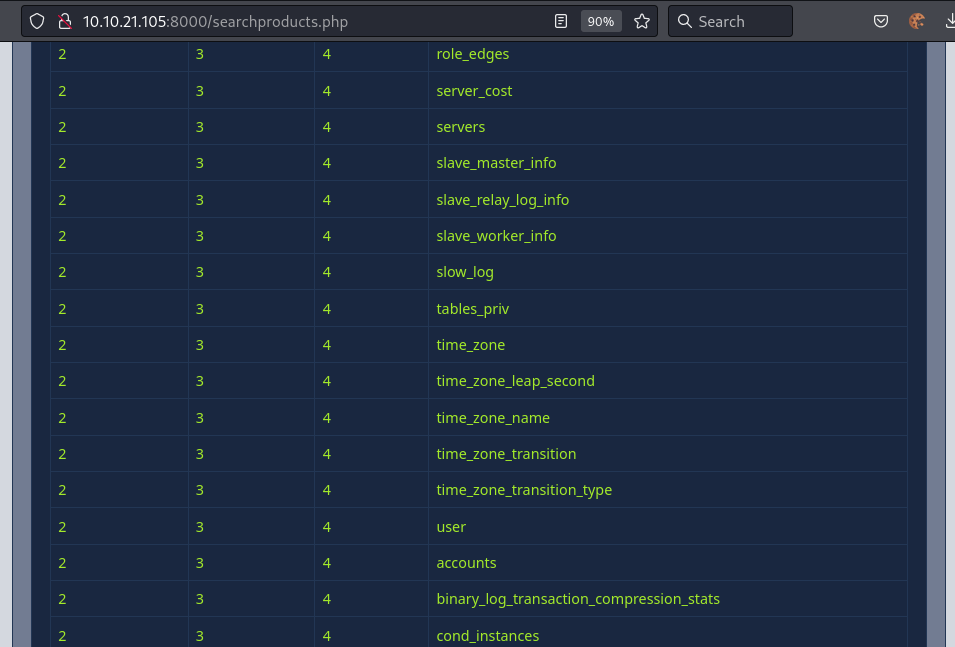 10.10.21.105:8000/searchproducts.php 90% Search
2 3 4 role_edges
2 3 4 server_cost
2 3 4 servers
2 3 4 slave_master_info
2 3 4 slave_relay_log_info
2 3 4 slave_worker_info
2 3 4 slow_log
2 3 4 tables_priv
2 3 4 time_zone
2 3 4 time_zone_leap_second
2 3 4 time_zone_name
2 3 4 time_zone_transition
2 3 4 time_zone_transition_type
2 3 4 user
2 3 4 accounts
2 3 4 binary_log_transaction_compression_stats
2 3 4 cond_instances